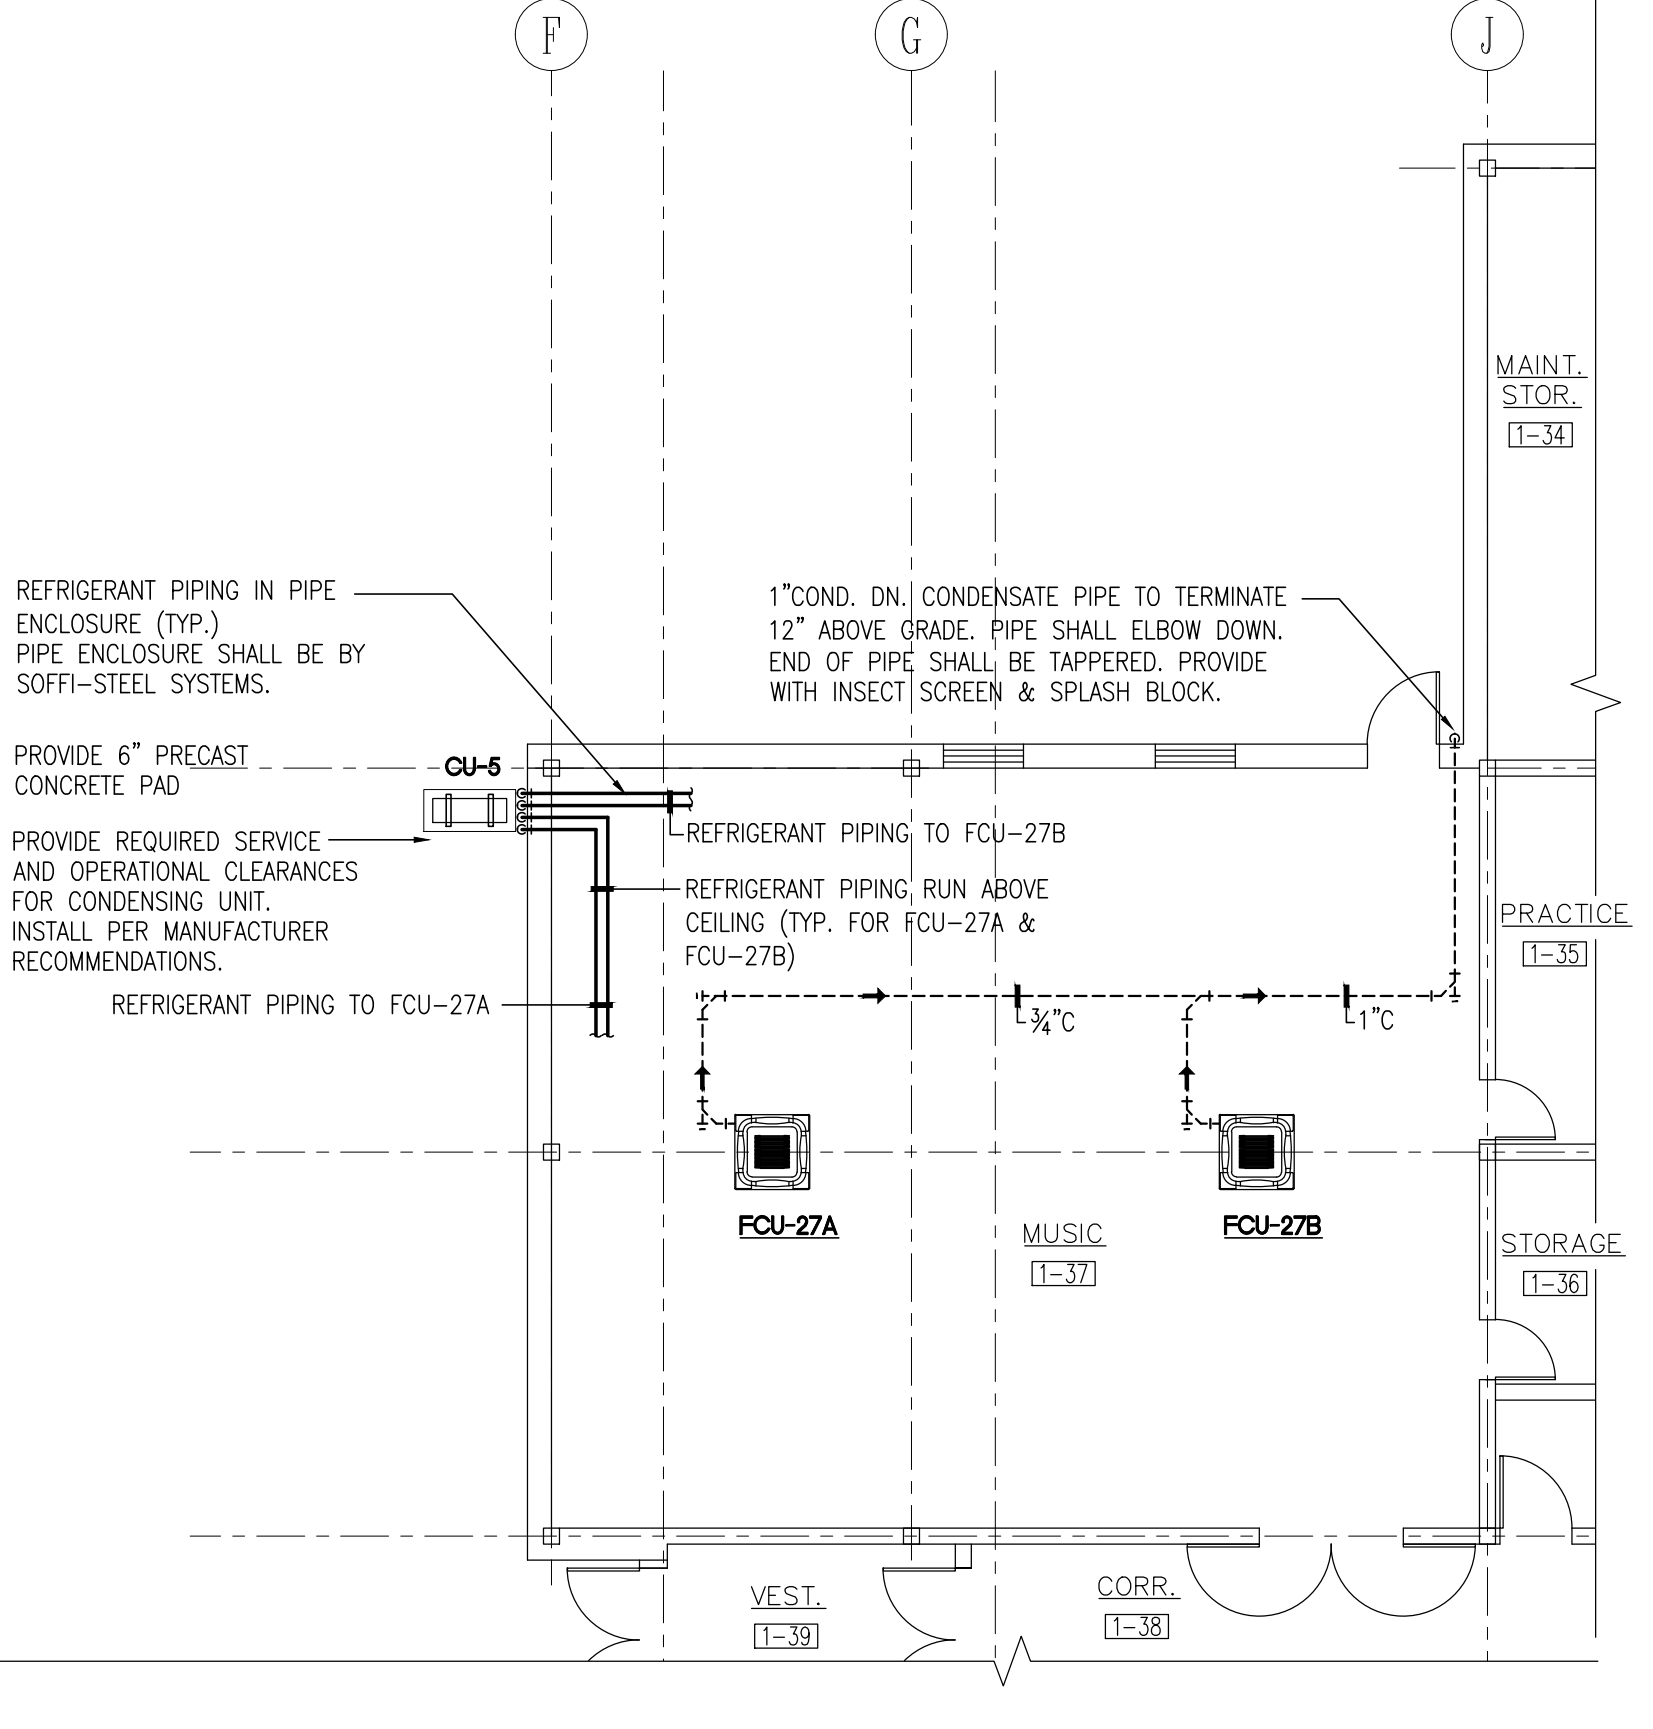 F
G
J
MAINT.
STOR.
1-34
REFRIGERANT PIPING IN PIPE
ENCLOSURE (TYP.)
PIPE ENCLOSURE SHALL BE BY
SOFFI-STEEL SYSTEMS.
1"COND. DN. CONDENSATE PIPE TO TERMINATE
12" ABOVE GRADE. PIPE SHALL ELBOW DOWN.
END OF PIPE SHALL BE TAPPERED. PROVIDE
WITH INSECT SCREEN & SPLASH BLOCK.
PROVIDE 6" PRECAST
CONCRETE PAD
CU-5
PROVIDE REQUIRED SERVICE
AND OPERATIONAL CLEARANCES
FOR CONDENSING UNIT.
INSTALL PER MANUFACTURER
RECOMMENDATIONS.
REFRIGERANT PIPING TO FCU-27B
REFRIGERANT PIPING RUN ABOVE
CEILING (TYP. FOR FCU-27A &
FCU-27B)
REFRIGERANT PIPING TO FCU-27A
¾"C
1"C
PRACTICE
1-35
FCU-27A
FCU-27B
MUSIC
1-37
STORAGE
1-36
VEST.
1-39
CORR.
1-38